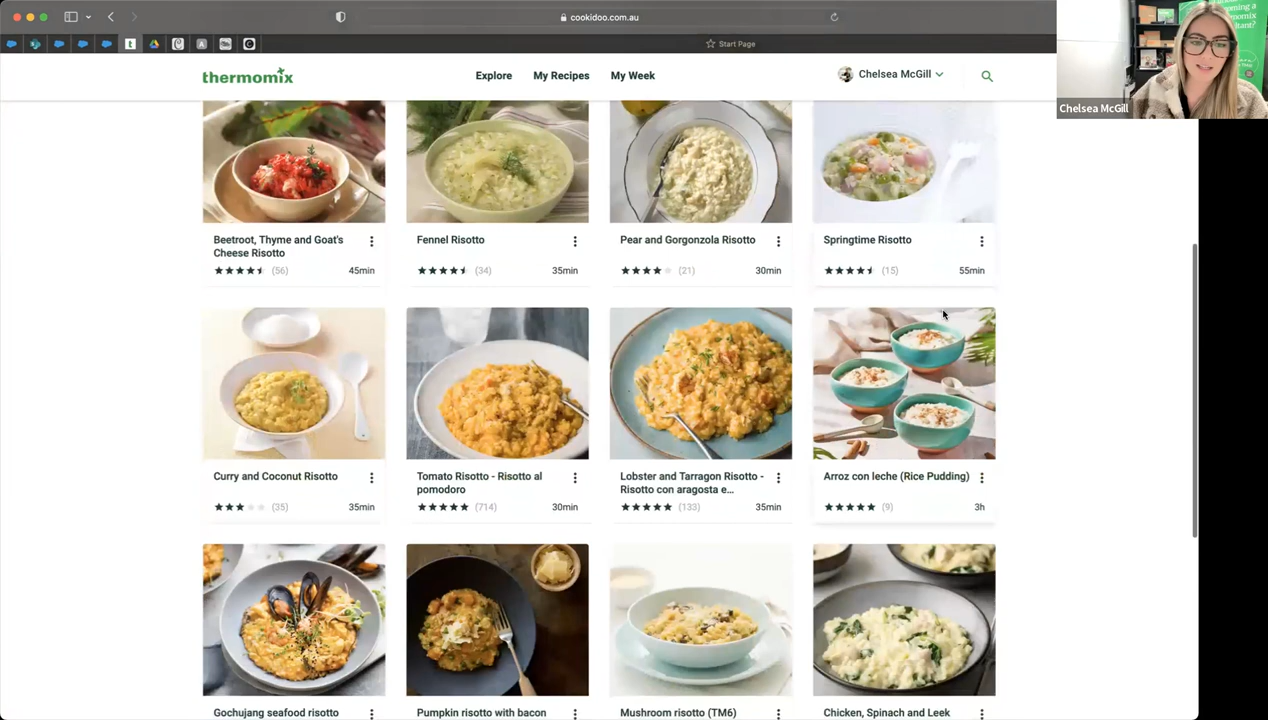 cookidoo.com.au
Start Page
thermomix
Explore
My Recipes
My Week
Chelsea McGill
Chelsea McGill
Beetroot, Thyme and Goat's
Cheese Risotto
(56)
45min
Fennel Risotto
(34)
35min
Pear and Gorgonzola Risotto
(21)
30min
Springtime Risotto
(15)
55min
Curry and Coconut Risotto
(35)
35min
Tomato Risotto - Risotto al
pomodoro
(714)
30min
Lobster and Tarragon Risotto -
Risotto con aragosta e...
(133)
35min
Arroz con leche (Rice Pudding)
(9)
3h
Gochujang seafood risotto
Pumpkin risotto with bacon
Mushroom risotto (TM6)
Chicken, Spinach and Leek